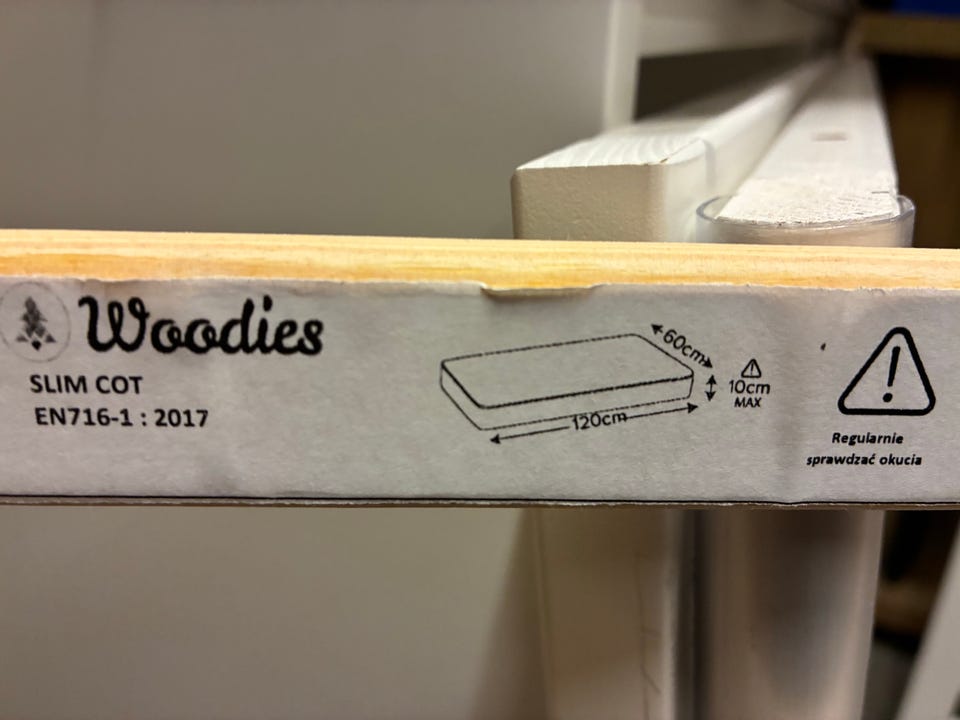 Woodies
SLIM COT
EN716-1 : 2017
60cm
10cm
MAX
120cm
Regularnie
sprawdzać okucia